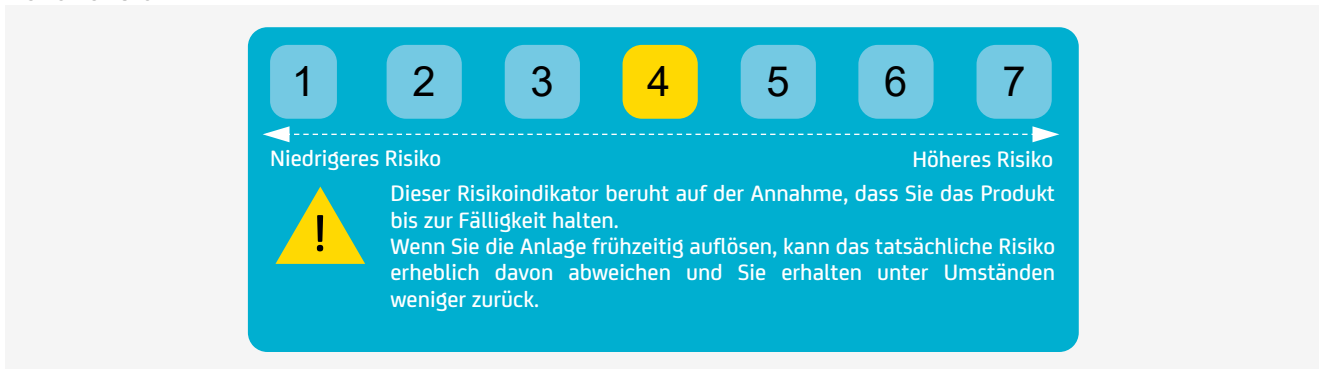 1 2 3 4 5 6 7
Niedrigeres Risiko Höheres Risiko
Dieser Risikoindikator beruht auf der Annahme, dass Sie das Produkt
bis zur Fälligkeit halten.
!
Wenn Sie die Anlage frühzeitig auflösen, kann das tatsächliche Risiko
erheblich davon abweichen und Sie erhalten unter Umständen
weniger zurück.